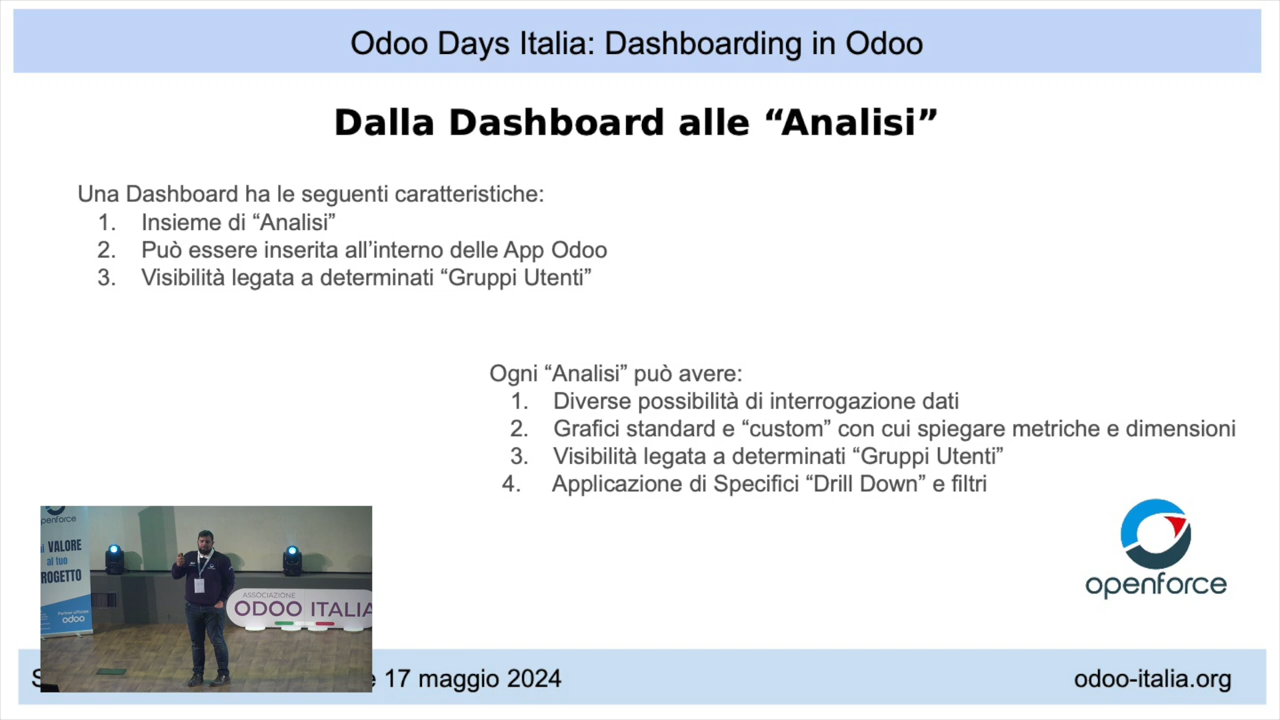 Odoo Days Italia: Dashboarding in Odoo
Dalla Dashboard alle “Analisi”
Una Dashboard ha le seguenti caratteristiche:
1. Insieme di “Analisi”
2. Può essere inserita all’interno delle App Odoo
3. Visibilità legata a determinati “Gruppi Utenti”
Ogni “Analisi” può avere:
1. Diverse possibilità di interrogazione dati
2. Grafici standard e “custom” con cui spiegare metriche e dimensioni
3. Visibilità legata a determinati “Gruppi Utenti”
4. Applicazione di Specifici “Drill Down” e filtri
openforce
penforce
VALORE
al tuo
ROGETTO
odoo
ASSOCIAZIONE
ODOO ITALIA
17 maggio 2024
odoo-italia.org